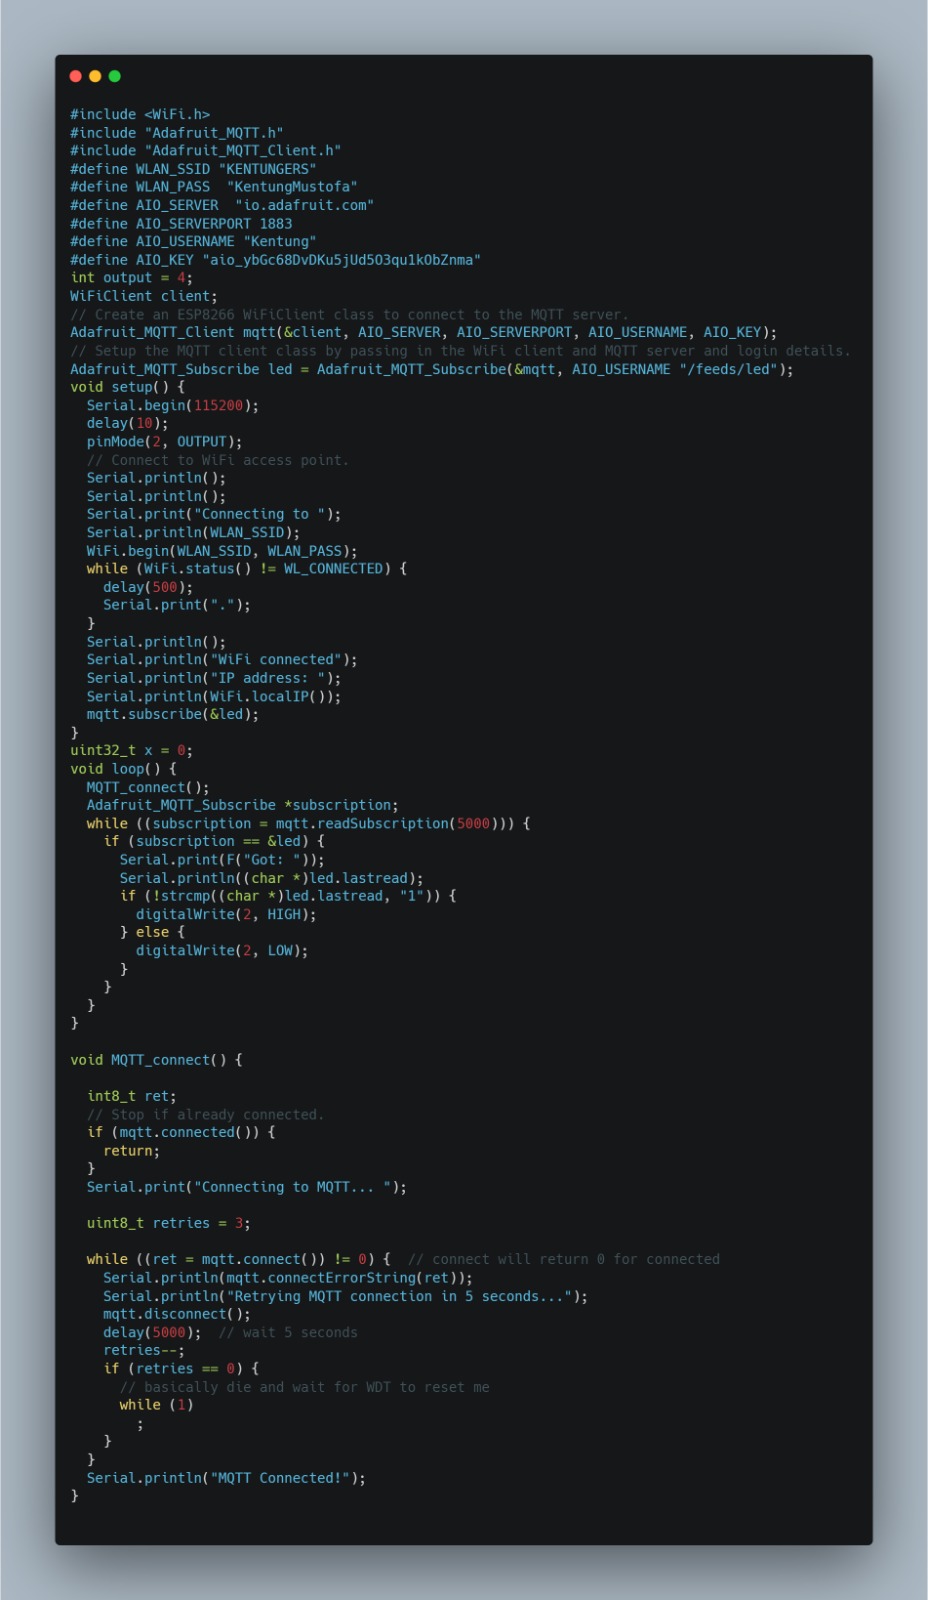 #include <WiFi.h>
#include "Adafruit_MQTT.h"
#include "Adafruit_MQTT_Client.h"
#define WLAN_SSID "KENTUNGERS"
#define WLAN_PASS  "KentungMustofa"
#define AIO_SERVER  "io.adafruit.com"
#define AIO_SERVERPORT 1883
#define AIO_USERNAME "Kentung"
#define AIO_KEY "aio_ybGc68DvDKu5jUd5O3qu1kObZnma"
int output = 4;
WiFiClient client;
// Create an ESP8266 WiFiClient class to connect to the MQTT server.
Adafruit_MQTT_Client mqtt(&client, AIO_SERVER, AIO_SERVERPORT, AIO_USERNAME, AIO_KEY);
// Setup the MQTT client class by passing in the WiFi client and MQTT server and login details.
Adafruit_MQTT_Subscribe led = Adafruit_MQTT_Subscribe(&mqtt, AIO_USERNAME "/feeds/led");
void setup() {
  Serial.begin(115200);
  delay(10);
  pinMode(2, OUTPUT);
  // Connect to WiFi access point.
  Serial.println();
  Serial.println();
  Serial.print("Connecting to ");
  Serial.println(WLAN_SSID);
  WiFi.begin(WLAN_SSID, WLAN_PASS);
  while (WiFi.status() != WL_CONNECTED) {
    delay(500);
    Serial.print(".");
  }
  Serial.println();
  Serial.println("WiFi connected");
  Serial.println("IP address: ");
  Serial.println(WiFi.localIP());
  mqtt.subscribe(&led);
}
uint32_t x = 0;
void loop() {
  MQTT_connect();
  Adafruit_MQTT_Subscribe *subscription;
  while ((subscription = mqtt.readSubscription(5000))) {
    if (subscription == &led) {
      Serial.print(F("Got: "));
      Serial.println((char *)led.lastread);
      if (!strcmp((char *)led.lastread, "1")) {
        digitalWrite(2, HIGH);
      } else {
        digitalWrite(2, LOW);
      }
    }
  }
}

void MQTT_connect() {

  int8_t ret;
  // Stop if already connected.
  if (mqtt.connected()) {
    return;
  }
  Serial.print("Connecting to MQTT... ");

  uint8_t retries = 3;

  while ((ret = mqtt.connect()) != 0) {  // connect will return 0 for connected
    Serial.println(mqtt.connectErrorString(ret));
    Serial.println("Retrying MQTT connection in 5 seconds...");
    mqtt.disconnect();
    delay(5000);  // wait 5 seconds
    retries--;
    if (retries == 0) {
      // basically die and wait for WDT to reset me
      while (1)
        ;
    }
  }
  Serial.println("MQTT Connected!");
}